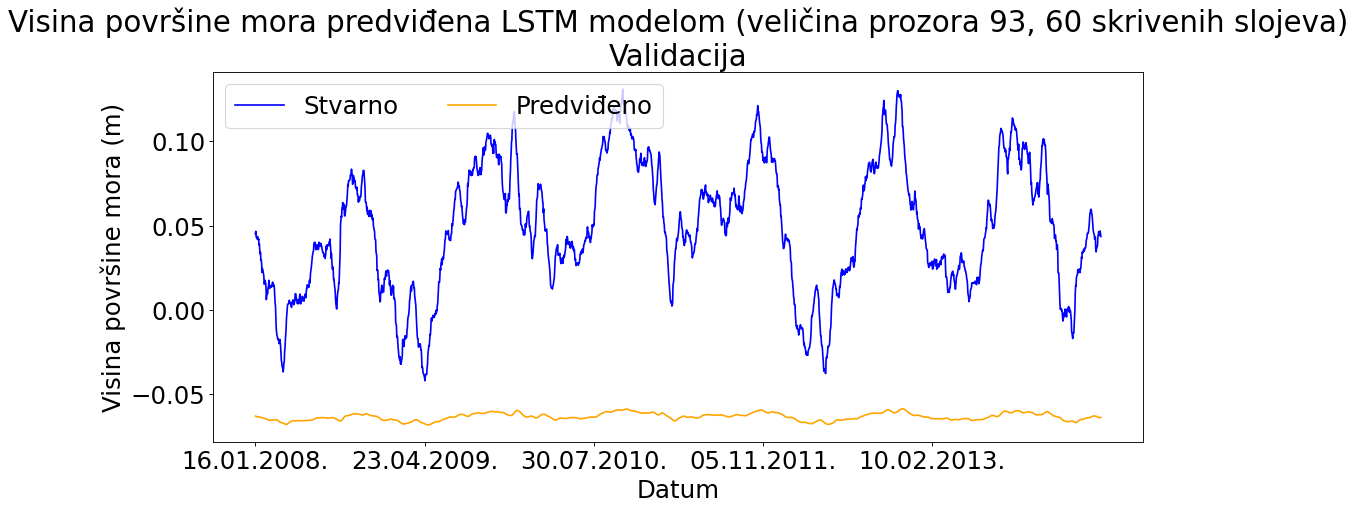 Visina površine mora predviđena LSTM modelom (veličina prozora 93, 60 skrivenih slojeva)
Validacija
Stvarno Predviđeno
Visina površine mora (m)
0.10
0.05
0.00
−0.05
16.01.2008. 23.04.2009. 30.07.2010. 05.11.2011. 10.02.2013.
Datum